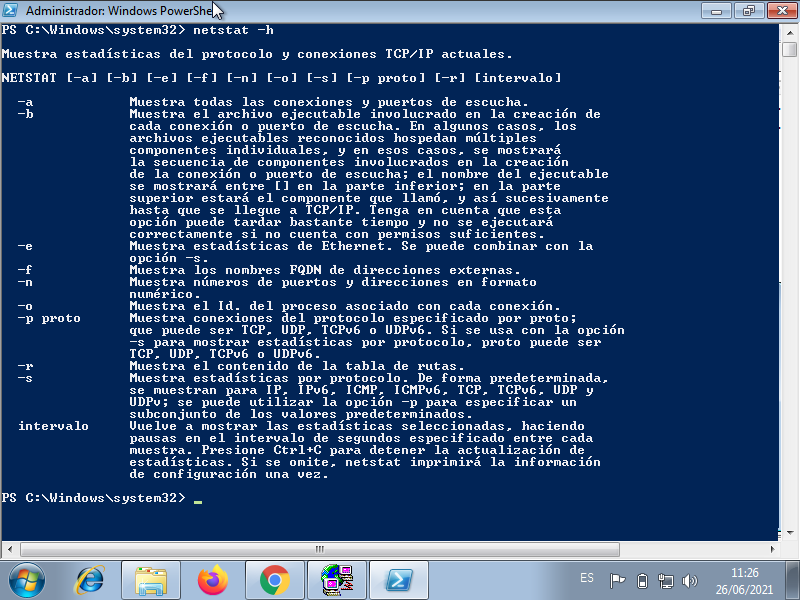 Administrador: Windows PowerShe
PS C:\Windows\system32> netstat -h
Muestra estadísticas del protocolo y conexiones TCP/IP actuales.
NETSTAT [-a] [-b] [-e] [-f] [-n] [-o] [-s] [-p proto] [-r] [intervalo]
-a Muestra todas las conexiones y puertos de escucha.
-b Muestra el archivo ejecutable involucrado en la creación de
cada conexión o puerto de escucha. En algunos casos, los
archivos ejecutables reconocidos hospedan múltiples
componentes individuales, y en esos casos, se mostrará
la secuencia de componentes involucrados en la creación
de la conexión o puerto de escucha; el nombre del ejecutable
se mostrará entre [] en la parte inferior; en la parte
superior estará el componente que llamó, y así sucesivamente
hasta que se llegue a TCP/IP. Tenga en cuenta que esta
opción puede tardar bastante tiempo y no se ejecutará
correctamente si no cuenta con permisos suficientes.
-e Muestra estadísticas de Ethernet. Se puede combinar con la
opción -s.
-f Muestra los nombres FQDN de direcciones externas.
-n Muestra números de puertos y direcciones en formato
numérico.
-o Muestra el Id. del proceso asociado con cada conexión.
-p proto Muestra conexiones del protocolo especificado por proto;
que puede ser TCP, UDP, TCPv6 o UDPv6. Si se usa con la opción
-s para mostrar estadísticas por protocolo, proto puede ser
TCP, UDP, TCPv6 o UDPv6.
-r Muestra el contenido de la tabla de rutas.
-s Muestra estadísticas por protocolo. De forma predeterminada,
se muestran para IP, IPv6, ICMP, ICMPv6, TCP, TCPv6, UDP y
UDPv; se puede utilizar la opción -p para especificar un
subconjunto de los valores predeterminados.
intervalo Vuelve a mostrar las estadísticas seleccionadas, haciendo
pausas en el intervalo de segundos especificado entre cada
muestra. Presione Ctrl+C para detener la actualización de
estadísticas. Si se omite, netstat imprimirá la información
de configuración una vez.
PS C:\Windows\system32> _
ES
11:26
26/06/2021